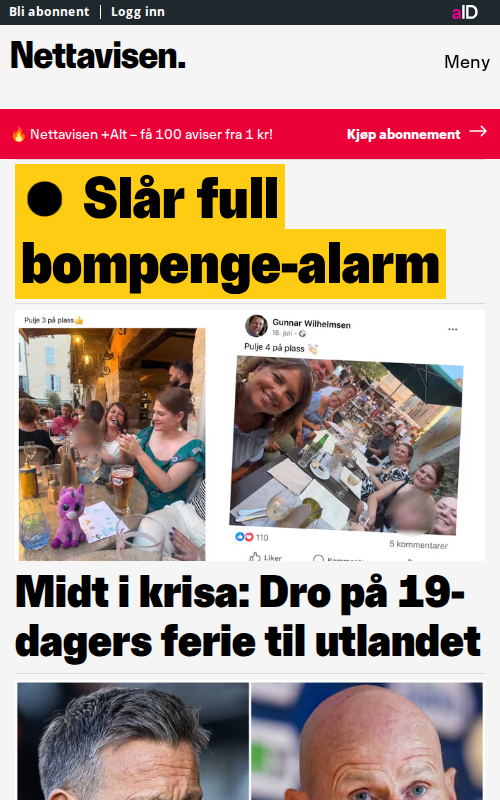 Bli abonnent | Logg inn
aID
Nettavisen.
Meny
🔥 Nettavisen +Alt – få 100 aviser fra 1 kr!
Kjøp abonnement →
Slår full
bompenge-alarm
Pulje 3 på plass👍
Gunnar Wilhelmsen
16. juli ·
Pulje 4 på plass 👏
110
5 kommentarer
Liker
Midt i krisa: Dro på 19-
dagers ferie til utlandet